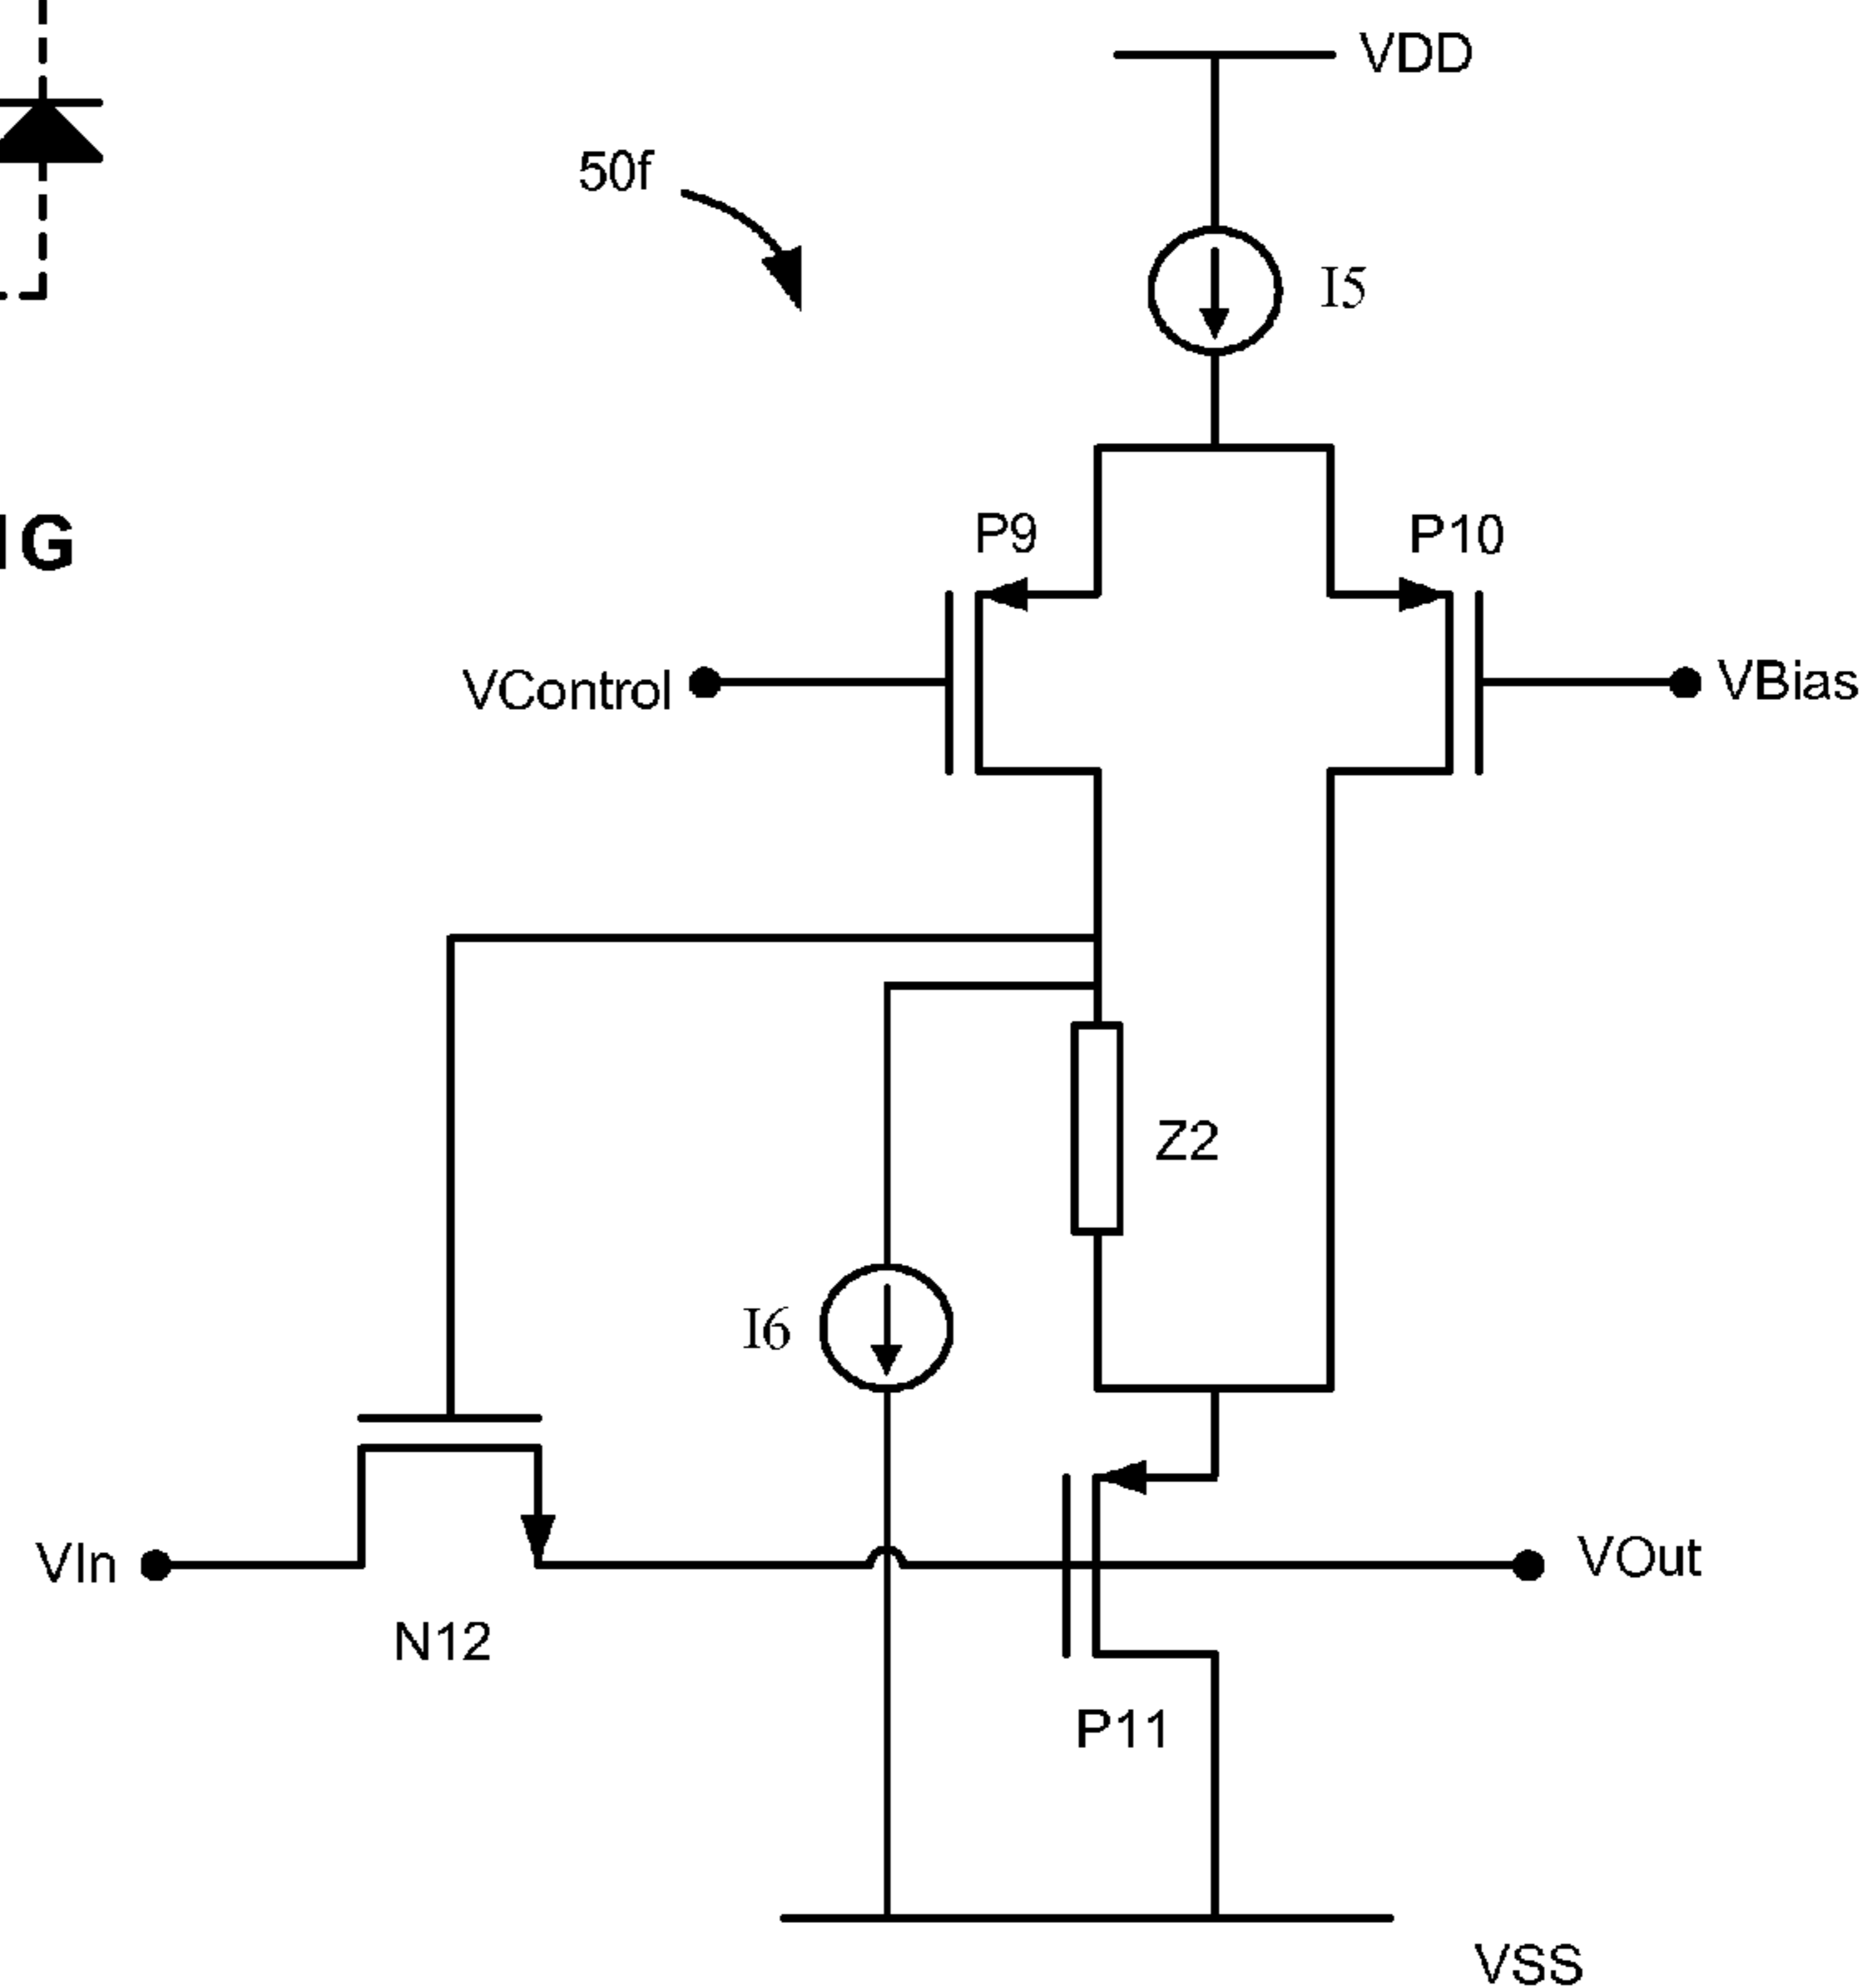 VDD
50f
I5
P9
P10
IG
VControl
VBias
Z2
I6
VIn
VOut
N12
P11
VSS